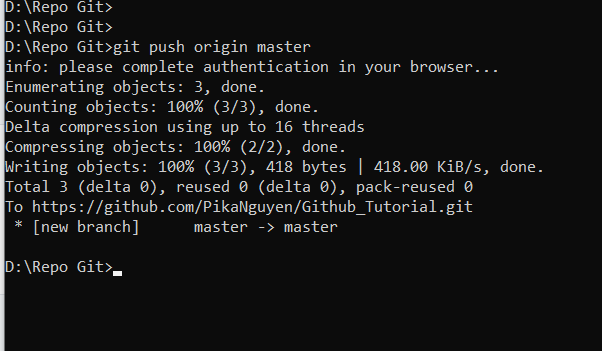 D:\Repo Git>
D:\Repo Git>
D:\Repo Git>git push origin master
info: please complete authentication in your browser...
Enumerating objects: 3, done.
Counting objects: 100% (3/3), done.
Delta compression using up to 16 threads
Compressing objects: 100% (2/2), done.
Writing objects: 100% (3/3), 418 bytes | 418.00 KiB/s, done.
Total 3 (delta 0), reused 0 (delta 0), pack-reused 0
To https://github.com/PikaNguyen/Github_Tutorial.git
 * [new branch]      master -> master
D:\Repo Git>